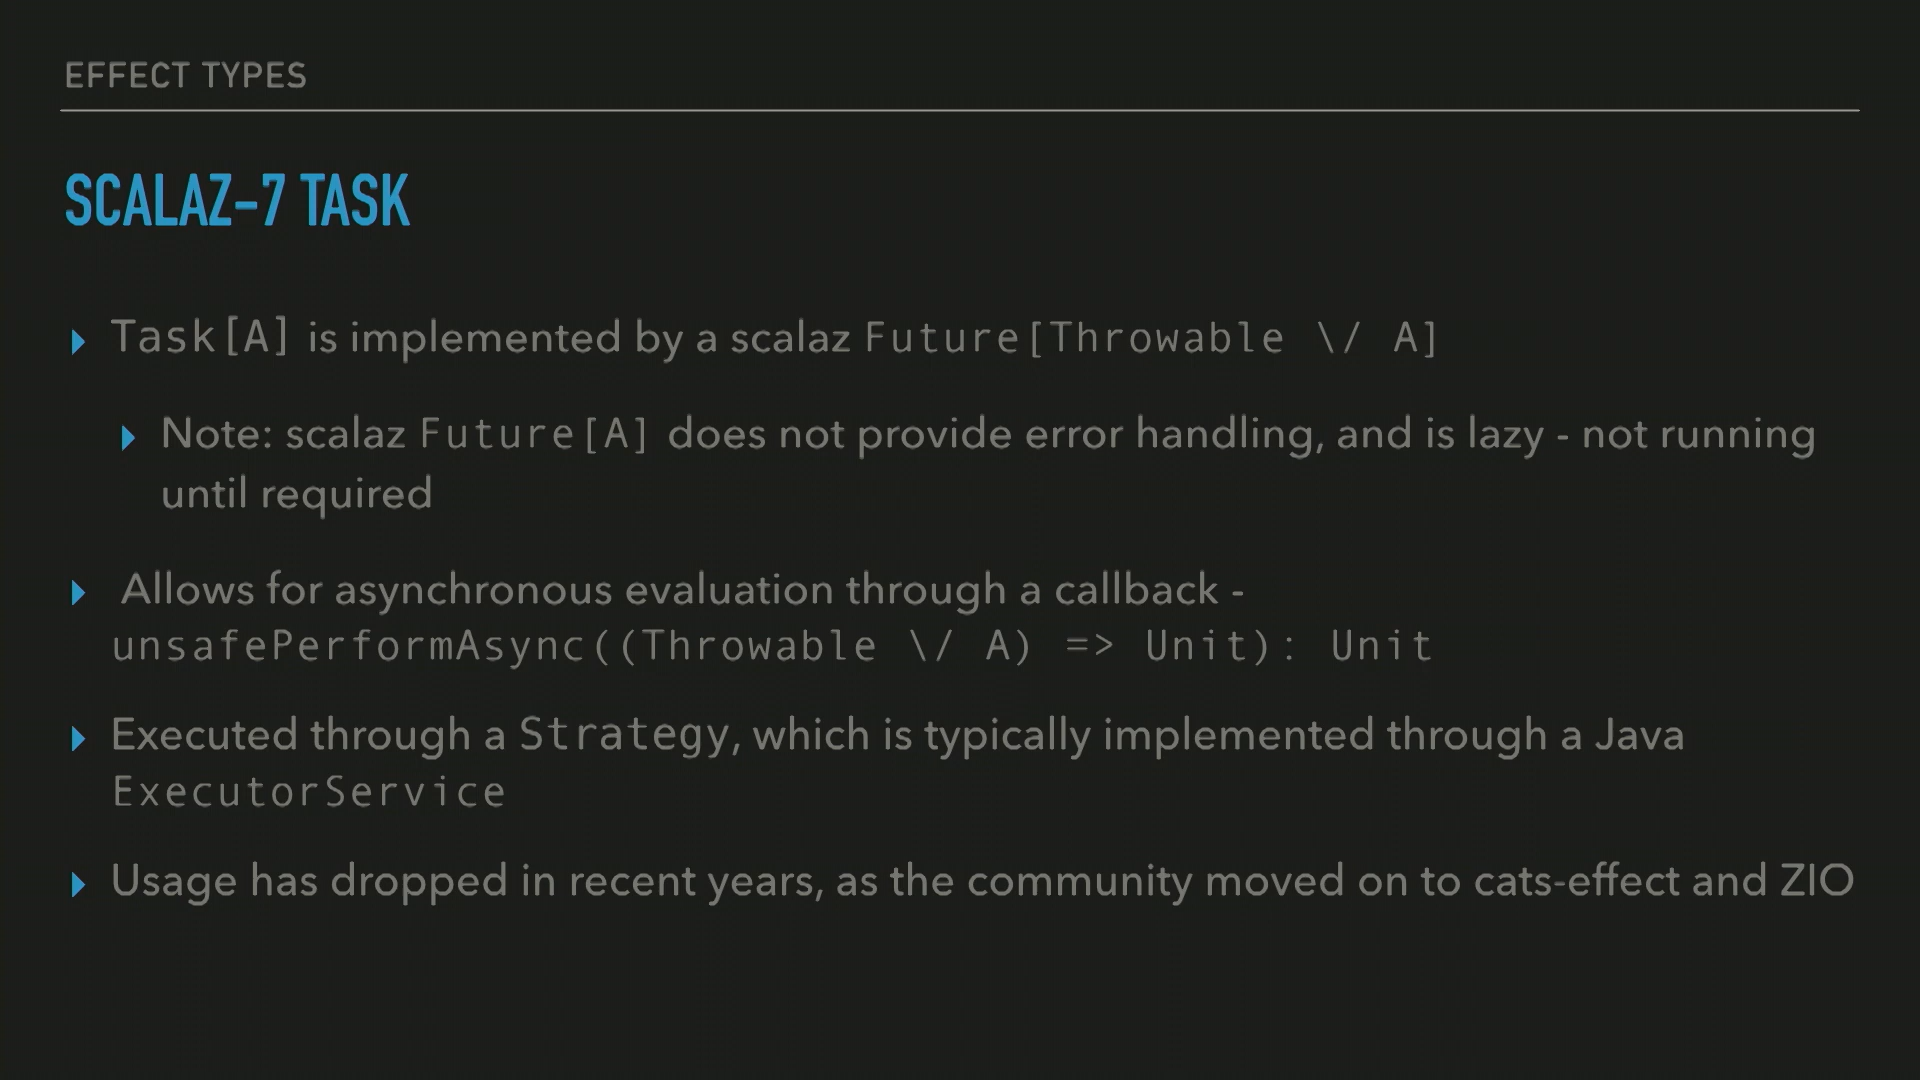 EFFECT TYPES
SCALAZ-7 TASK
Task[A] is implemented by a scalaz Future[Throwable \/ A]
Note: scalaz Future[A] does not provide error handling, and is lazy - not running
until required
Allows for asynchronous evaluation through a callback -
unsafePerformAsync((Throwable \/ A) => Unit): Unit
Executed through a Strategy, which is typically implemented through a Java
ExecutorService
Usage has dropped in recent years, as the community moved on to cats-effect and ZIO